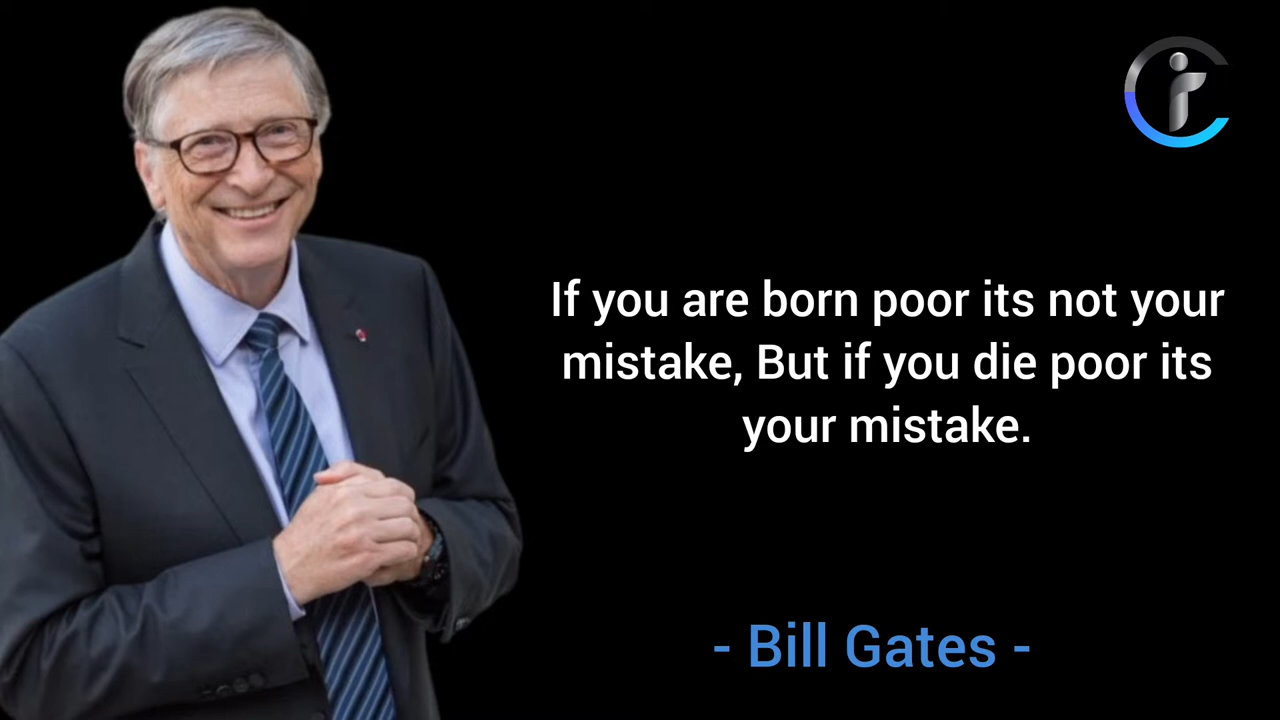 If you are born poor its not your
mistake, But if you die poor its
your mistake.
- Bill Gates -